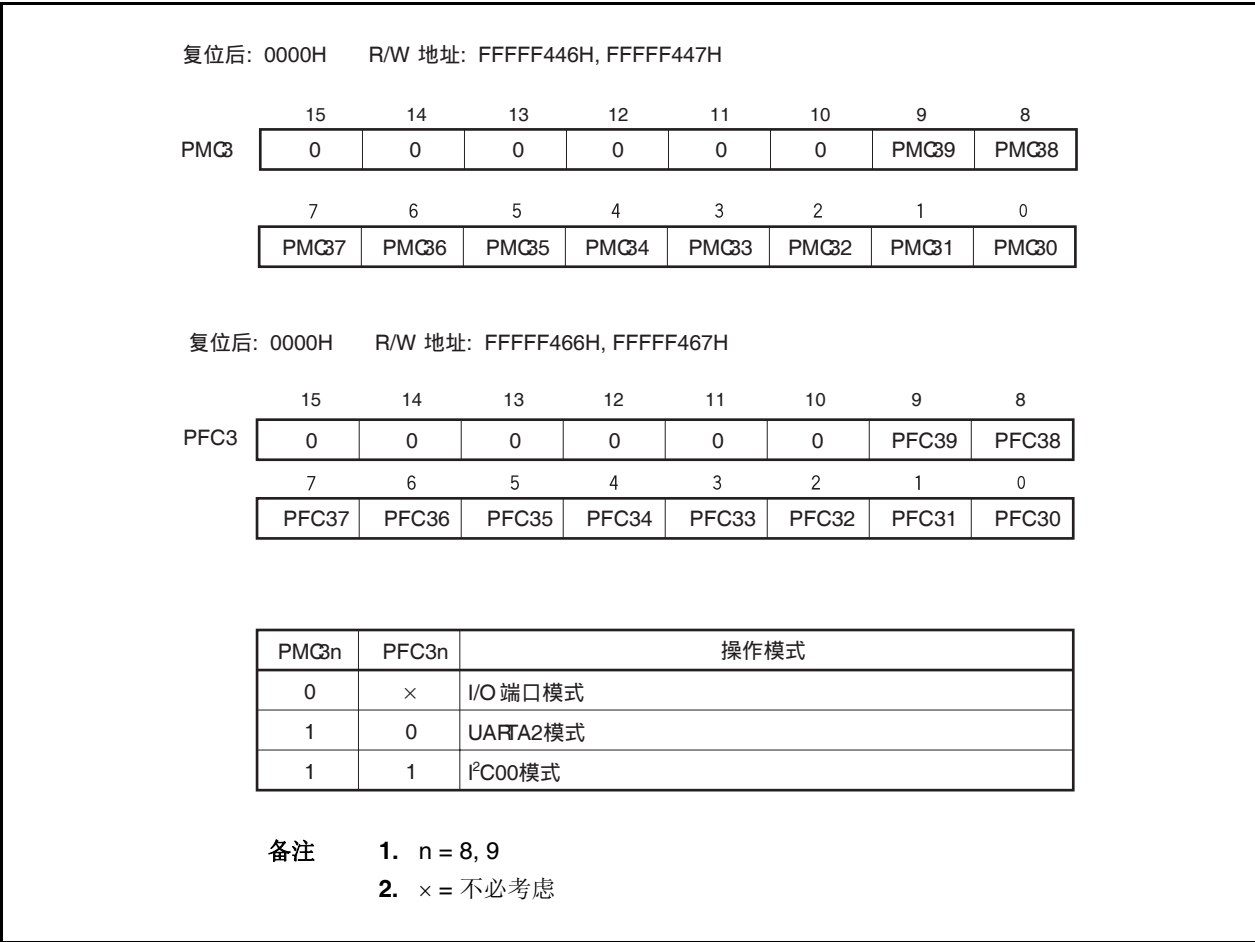 复位后: 0000H R/W 地址: FFFFF446H, FFFFF447H
15 14 13 12 11 10 9 8
PMC3 0 0 0 0 0 0 PMC39 PMC38
7 6 5 4 3 2 1 0
PMC37 PMC36 PMC35 PMC34 PMC33 PMC32 PMC31 PMC30
复位后: 0000H R/W 地址: FFFFF466H, FFFFF467H
15 14 13 12 11 10 9 8
PFC3 0 0 0 0 0 0 PFC39 PFC38
7 6 5 4 3 2 1 0
PFC37 PFC36 PFC35 PFC34 PFC33 PFC32 PFC31 PFC30
PMC3n PFC3n 操作模式
0 × I/O 端口模式
1 0 UARTA2模式
1 1 I²C00模式
备注 1. n = 8, 9
2. × = 不必考虑